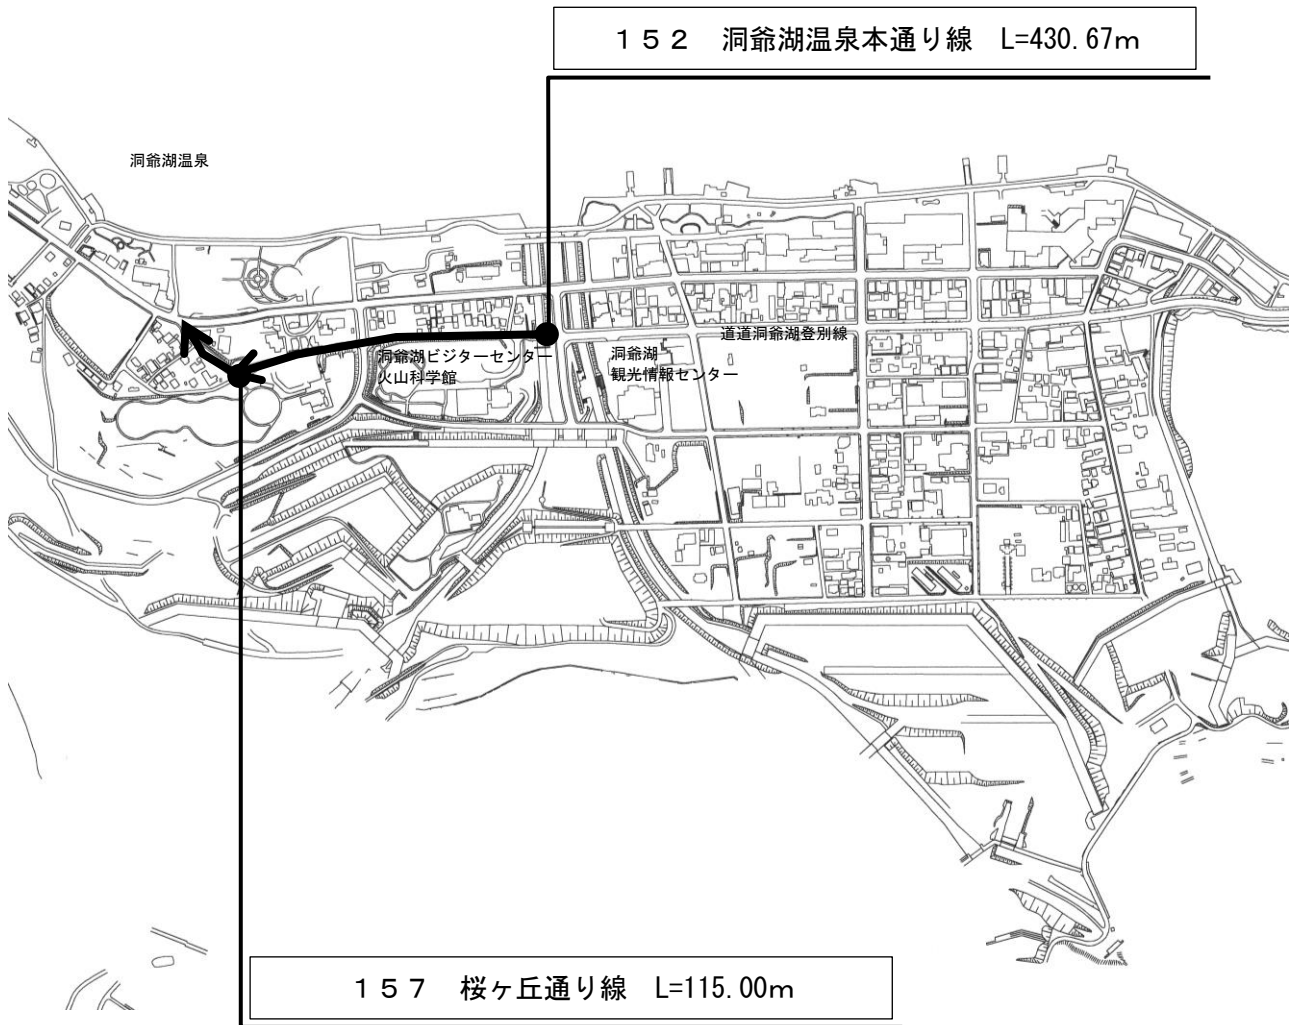 １５２　洞爺湖温泉本通り線　L=430.67ｍ
洞爺湖温泉
道道洞爺湖登別線
洞爺湖ビジターセンター
火山科学館
洞爺湖
観光情報センター
１５７　桜ヶ丘通り線　L=115.00ｍ